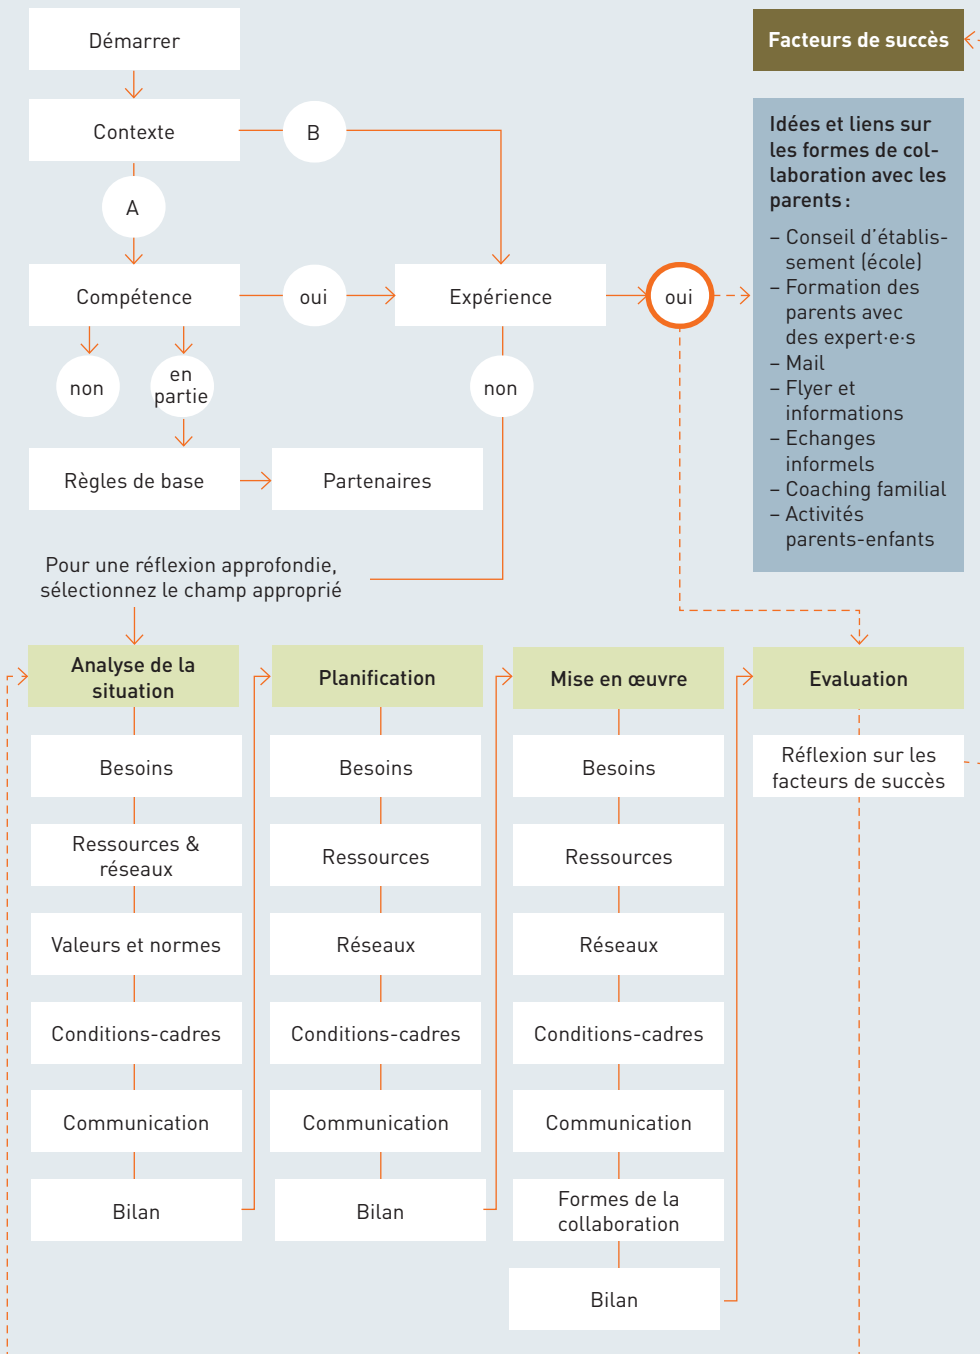 Démarrer
Facteurs de succès
Contexte
B
A
Idées et liens sur
les formes de col-
laboration avec les
parents :
– Conseil d'établis-
sement (école)
– Formation des
parents avec
des expert·e·s
– Mail
– Flyer et
informations
– Echanges
informels
– Coaching familial
– Activités
parents-enfants
Compétence
oui
Expérience
oui
non
en
partie
non
Règles de base
Partenaires
Pour une réflexion approfondie,
sélectionnez le champ approprié
Analyse de la
situation
Besoins
Ressources &
réseaux
Valeurs et normes
Conditions-cadres
Communication
Bilan
Planification
Besoins
Ressources
Réseaux
Conditions-cadres
Communication
Bilan
Mise en œuvre
Besoins
Ressources
Réseaux
Conditions-cadres
Communication
Formes de la
collaboration
Bilan
Evaluation
Réflexion sur les
facteurs de succès